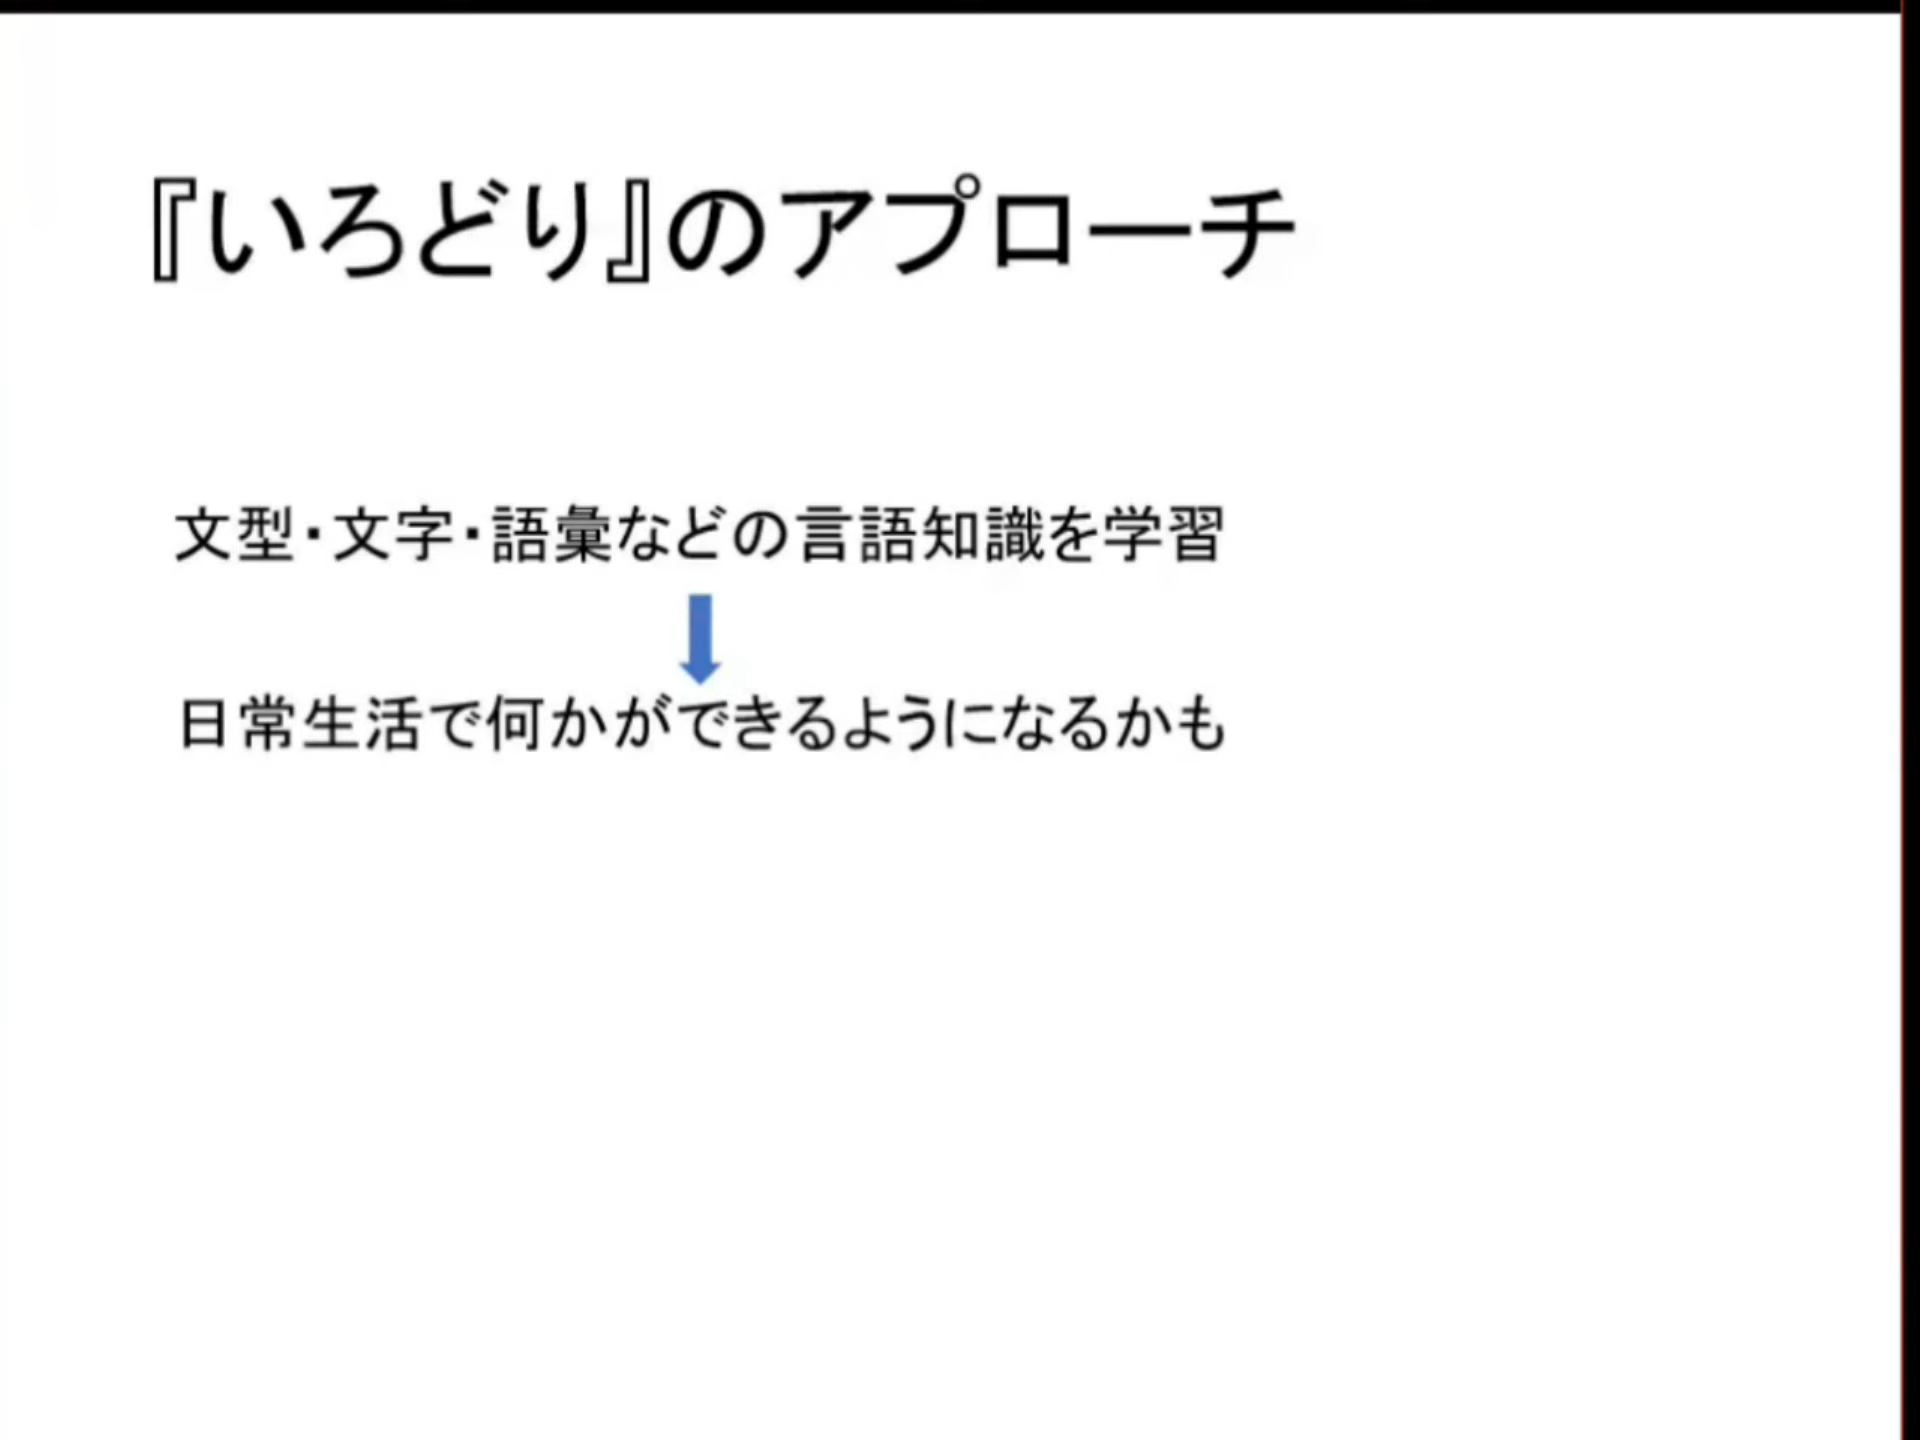 『いろどり』のアプローチ
文型・文字・語彙などの言語知識を学習
日常生活で何かができるようになるかも